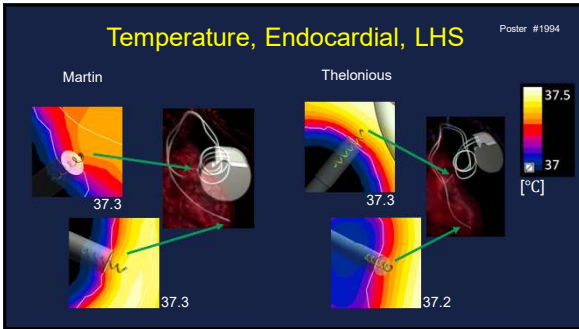 Temperature, Endocardial, LHS
Poster #1994
Martin
Thelonious
37.5
37
[°C]
37.3
37.3
37.3
37.2